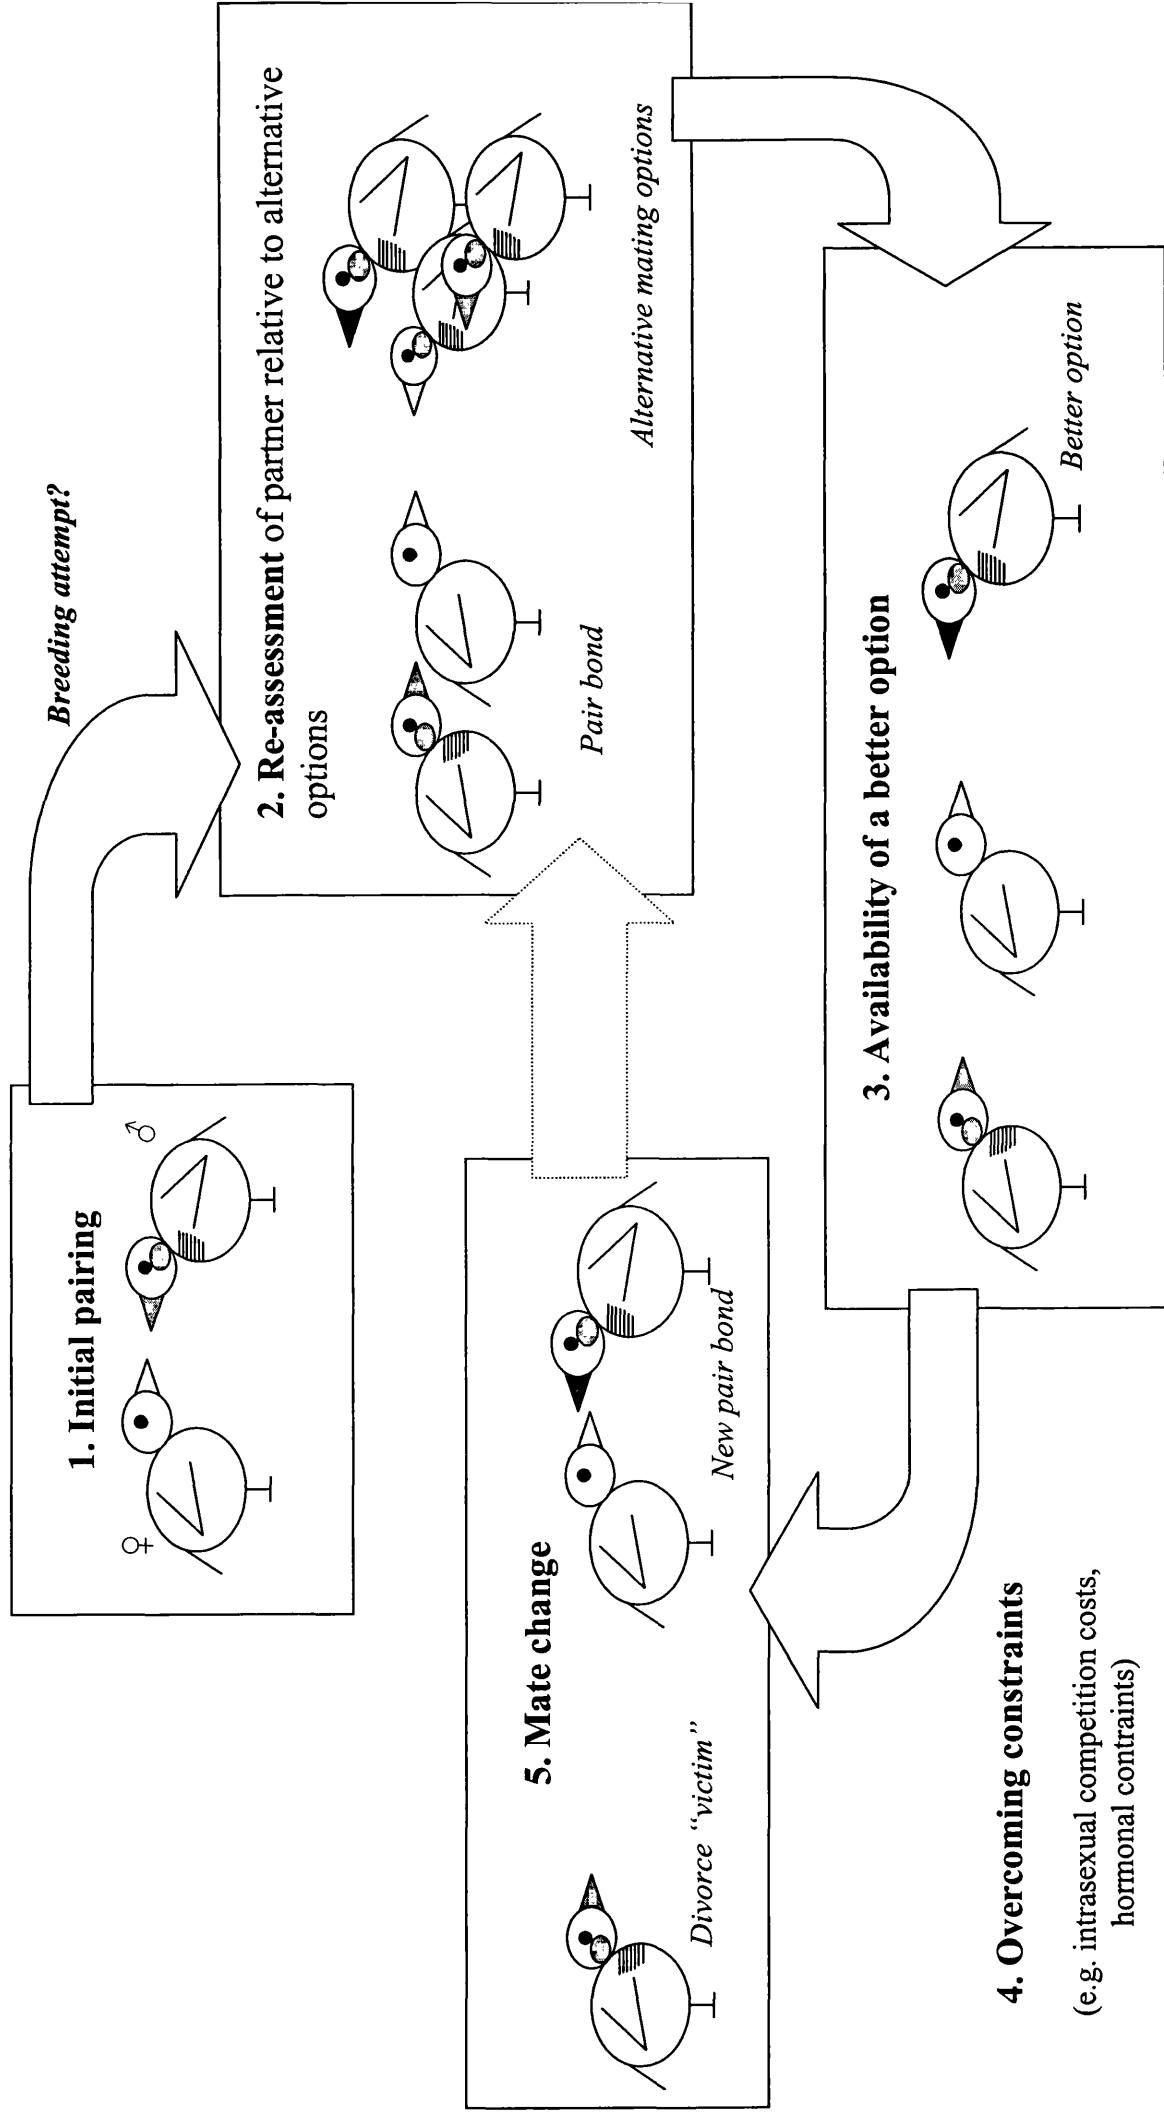 1. Initial pairing
♀
♂
Breeding attempt?
2. Re-assessment of partner relative to alternative
options
Pair bond
Alternative mating options
3. Availability of a better option
Better option
4. Overcoming constraints
(e.g. intrasexual competition costs,
hormonal contraints)
5. Mate change
Divorce “victim”
New pair bond